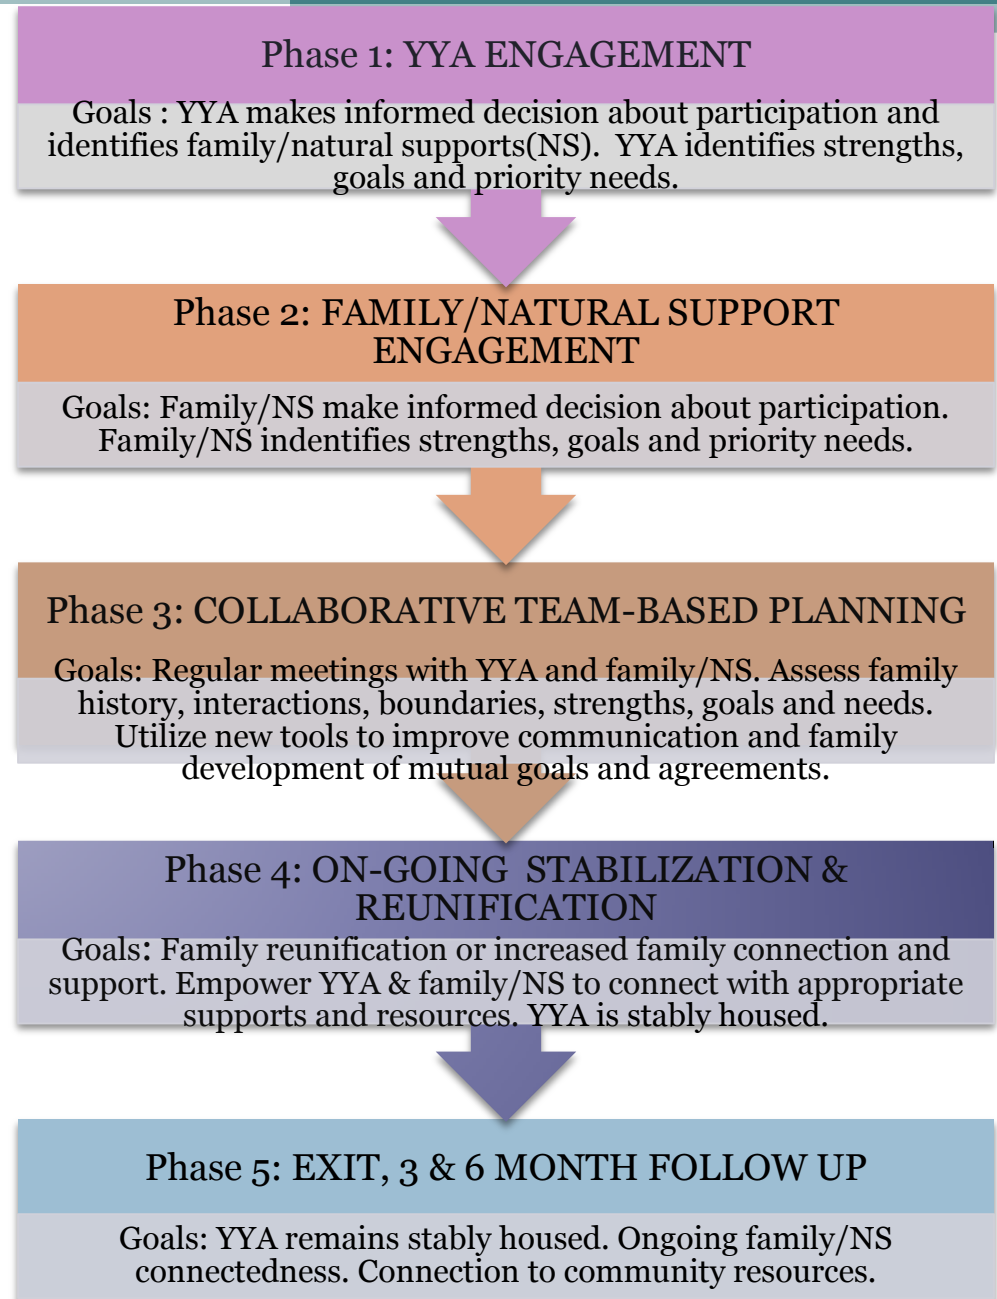 Phase 1: YYA ENGAGEMENT
Goals : YYA makes informed decision about participation and
identifies family/natural supports(NS).  YYA identifies strengths,
goals and priority needs.
Phase 2: FAMILY/NATURAL SUPPORT
ENGAGEMENT
Goals: Family/NS make informed decision about participation.
Family/NS indentifies strengths, goals and priority needs.
Phase 3: COLLABORATIVE TEAM-BASED PLANNING
Goals: Regular meetings with YYA and family/NS. Assess family
history, interactions, boundaries, strengths, goals and needs.
Utilize new tools to improve communication and family
development of mutual goals and agreements.
Phase 4: ON-GOING  STABILIZATION &
REUNIFICATION
Goals: Family reunification or increased family connection and
support. Empower YYA & family/NS to connect with appropriate
supports and resources. YYA is stably housed.
Phase 5: EXIT, 3 & 6 MONTH FOLLOW UP
Goals: YYA remains stably housed. Ongoing family/NS
connectedness. Connection to community resources.